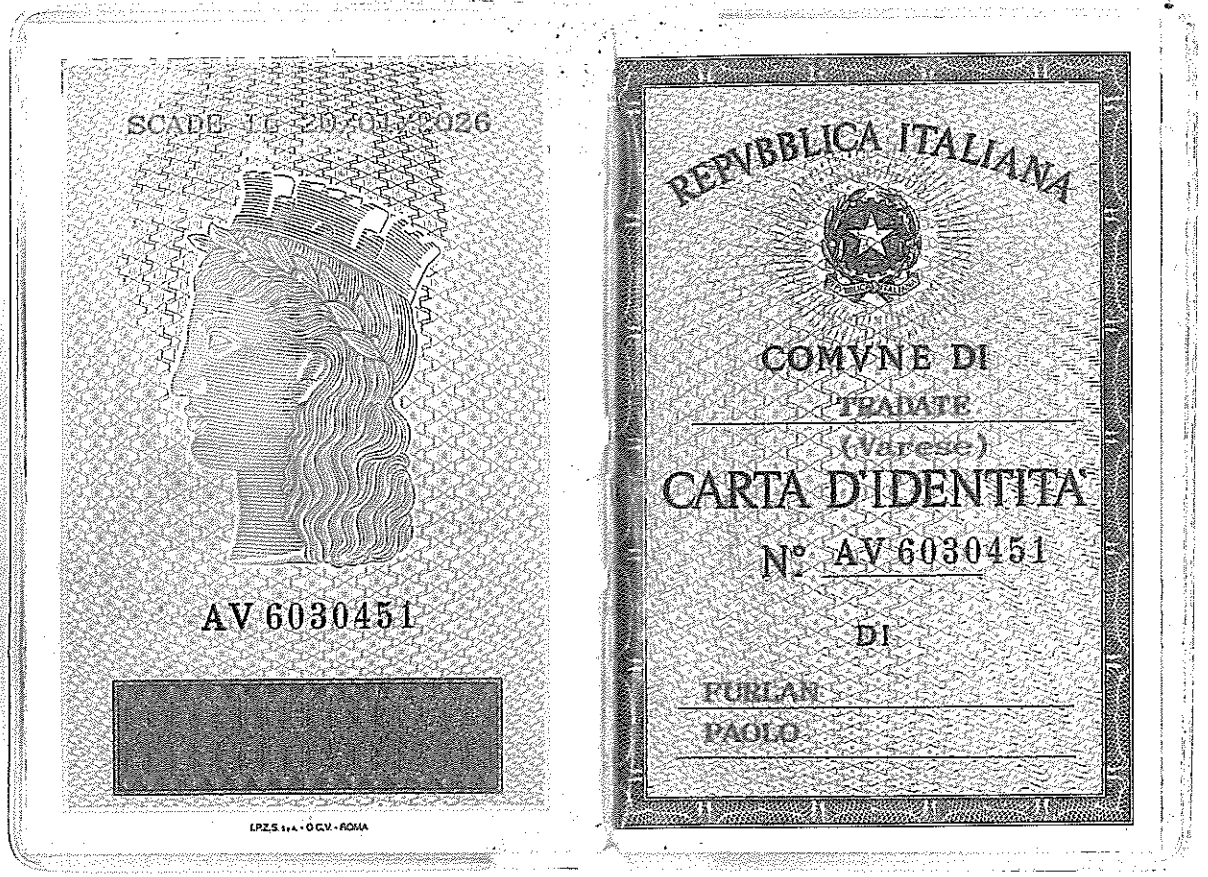 SCADE IL 20/01/2026
AV 6030451
I.P.Z.S. S.p.A. - O.C.V. - ROMA
REPVBBLICA ITALIANA
COMVNE DI
TRADATE
(Varese)
CARTA D'IDENTITA'
N° AV 6030451
DI
FURLAN
PAOLO